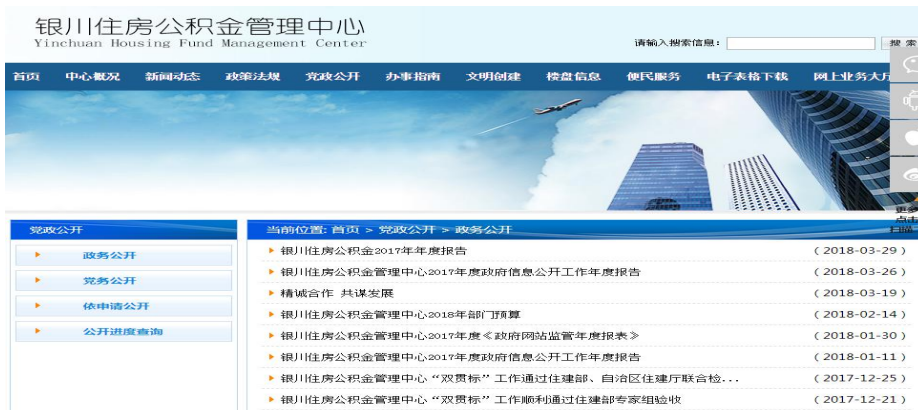 银川住房公积金管理中心
Yinchuan Housing Fund Management Center
请输入搜索信息: 搜 索
首页 中心概况 新闻动态 政策法规 党政公开 办事指南 文明创建 楼盘信息 便民服务 电子表格下载 网上业务大厅
更多
点击
扫描
党政公开
政务公开
党务公开
依申请公开
公开进度查询
当前位置: 首页 > 党政公开 > 政务公开
银川住房公积金2017年年度报告 ( 2018-03-29 )
银川住房公积金管理中心2017年度政府信息公开工作年度报告 ( 2018-03-26 )
精诚合作 共谋发展 ( 2018-03-19 )
银川住房公积金管理中心2018年部门预算 ( 2018-02-14 )
银川住房公积金管理中心2017年度《政府网站监管年度报表》 ( 2018-01-30 )
银川住房公积金管理中心2017年度政府信息公开工作年度报告 ( 2018-01-11 )
银川住房公积金管理中心“双贯标”工作通过住建部、自治区住建厅联合检... ( 2017-12-25 )
银川住房公积金管理中心“双贯标”工作顺利通过住建部专家组验收 ( 2017-12-21 )